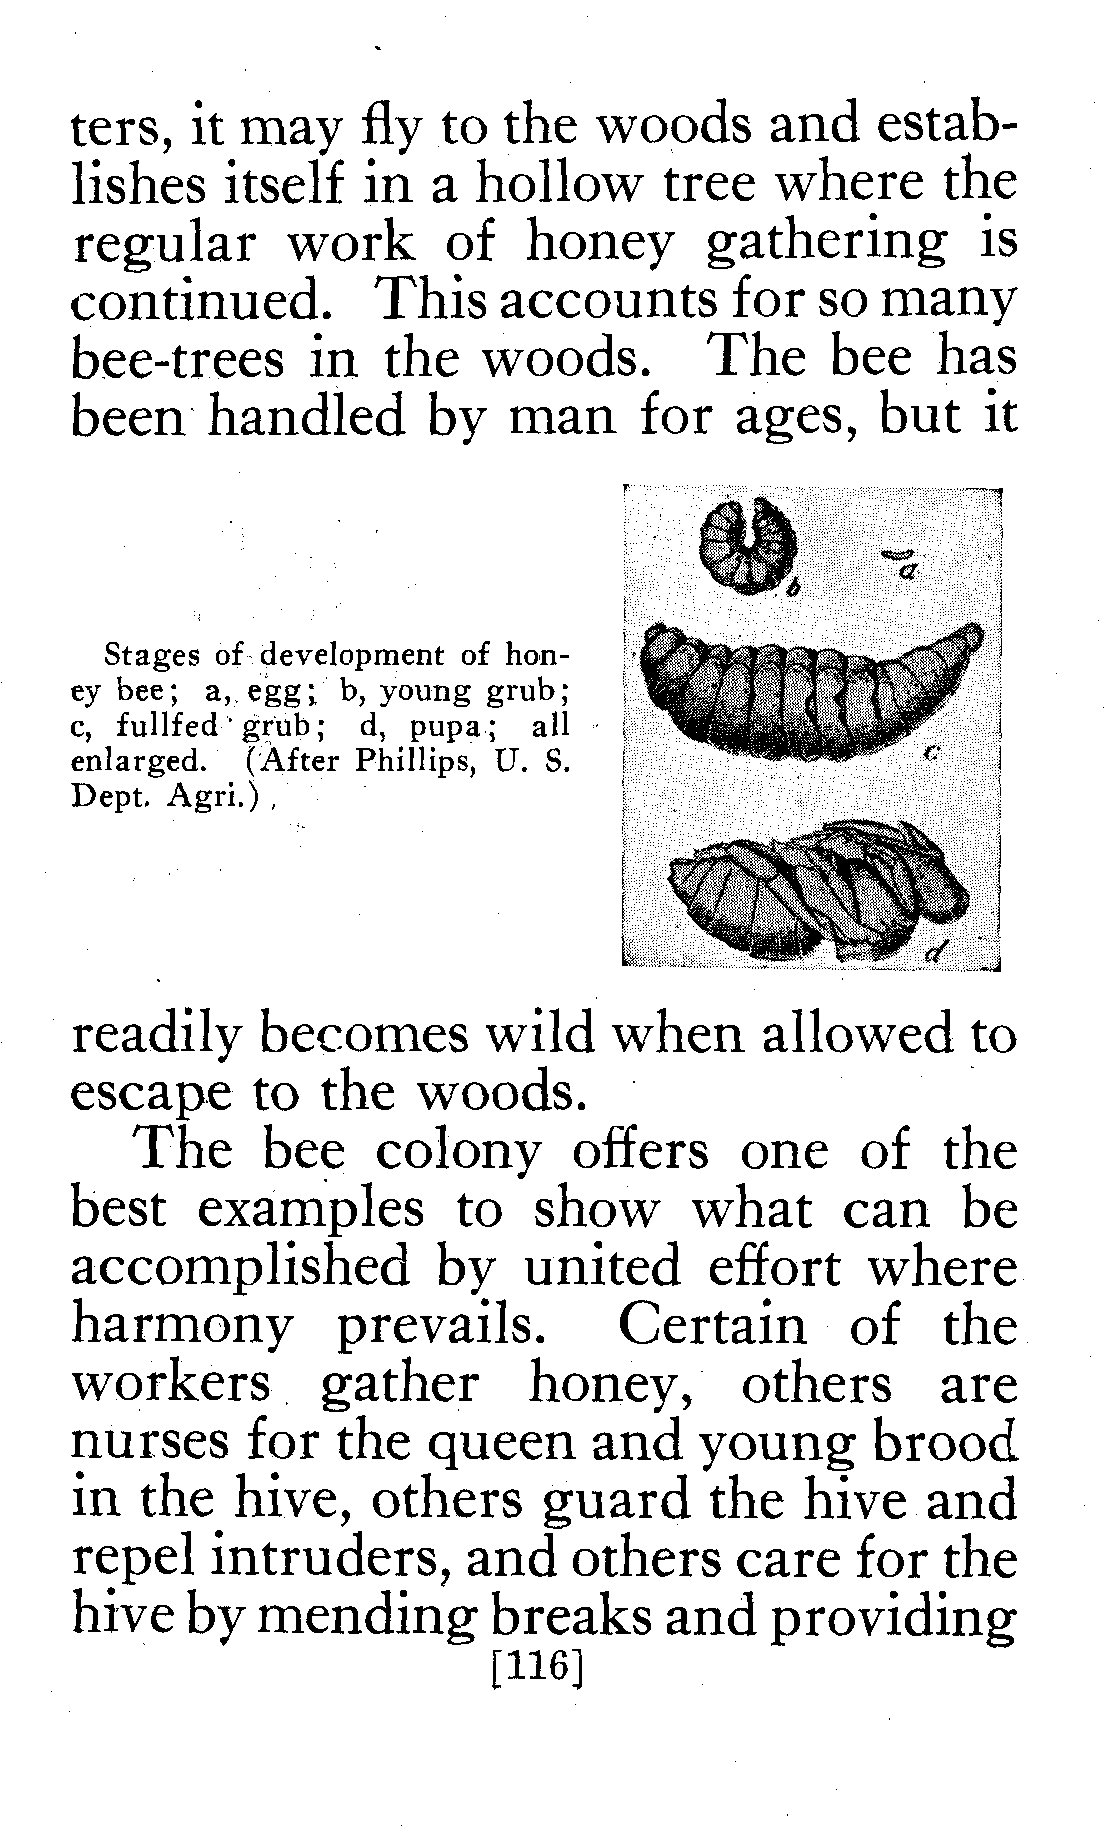 ters, it may fly to the woods and estab-
lishes itself in a hollow tree where the
regular work of honey gathering is
continued. This accounts for so many
bee-trees in the woods. The bee has
been handled by man for ages, but it
Stages of development of hon-
ey bee; a, egg; b, young grub;
c, fullfed grub; d, pupa; all
enlarged. (After Phillips, U. S.
Dept. Agri.)
a
b
c
d
readily becomes wild when allowed to
escape to the woods.
The bee colony offers one of the
best examples to show what can be
accomplished by united effort where
harmony prevails. Certain of the
workers gather honey, others are
nurses for the queen and young brood
in the hive, others guard the hive and
repel intruders, and others care for the
hive by mending breaks and providing
[116]